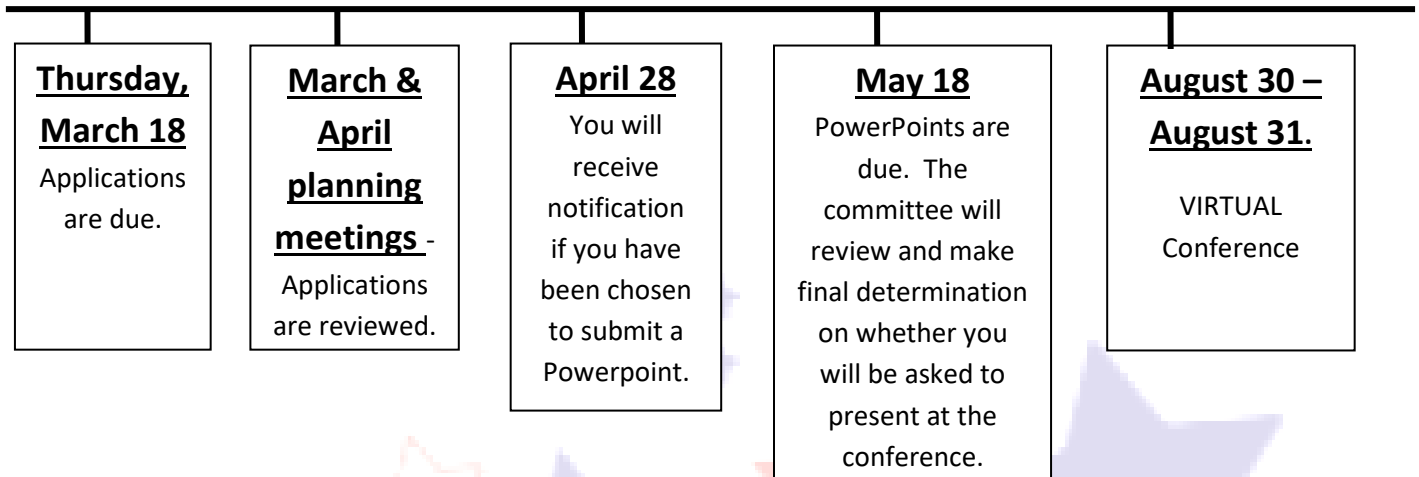 Thursday,
March 18
Applications
are due.
March &
April
planning
meetings -
Applications
are reviewed.
April 28
You will
receive
notification
if you have
been chosen
to submit a
Powerpoint.
May 18
PowerPoints are
due.  The
committee will
review and make
final determination
on whether you
will be asked to
present at the
conference.
August 30 –
August 31.
VIRTUAL
Conference